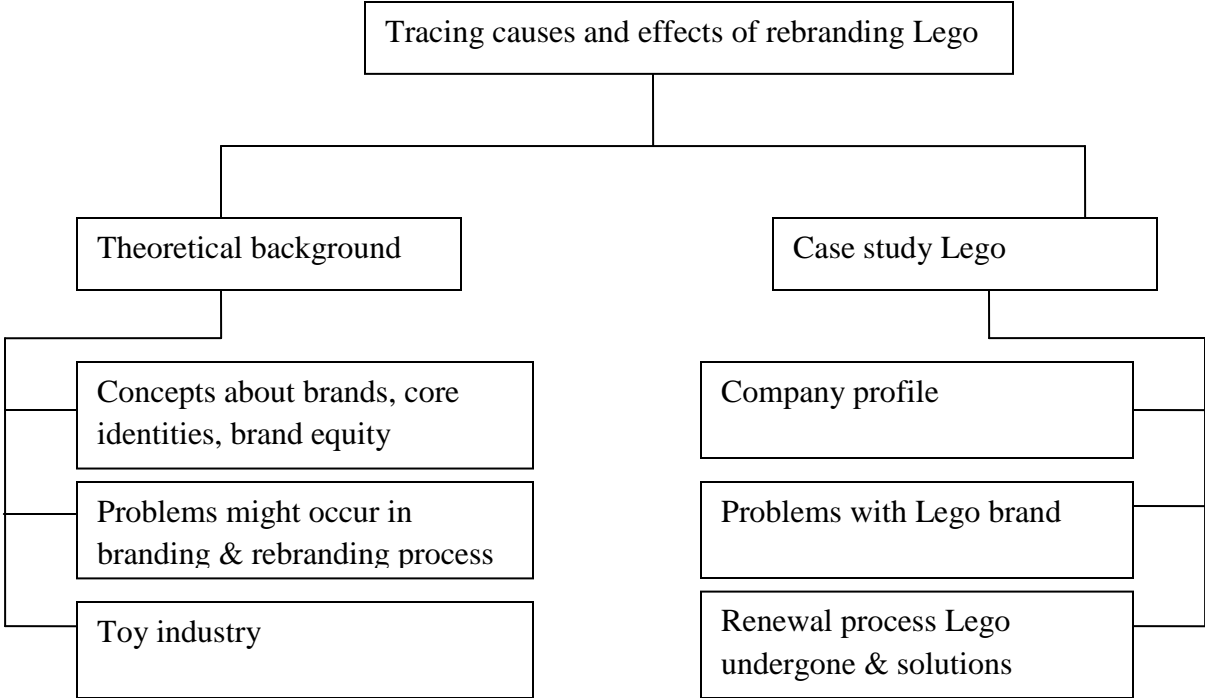 Tracing causes and effects of rebranding Lego
Theoretical background
Case study Lego
Concepts about brands, core
identities, brand equity
Problems might occur in
branding & rebranding process
Toy industry
Company profile
Problems with Lego brand
Renewal process Lego
undergone & solutions